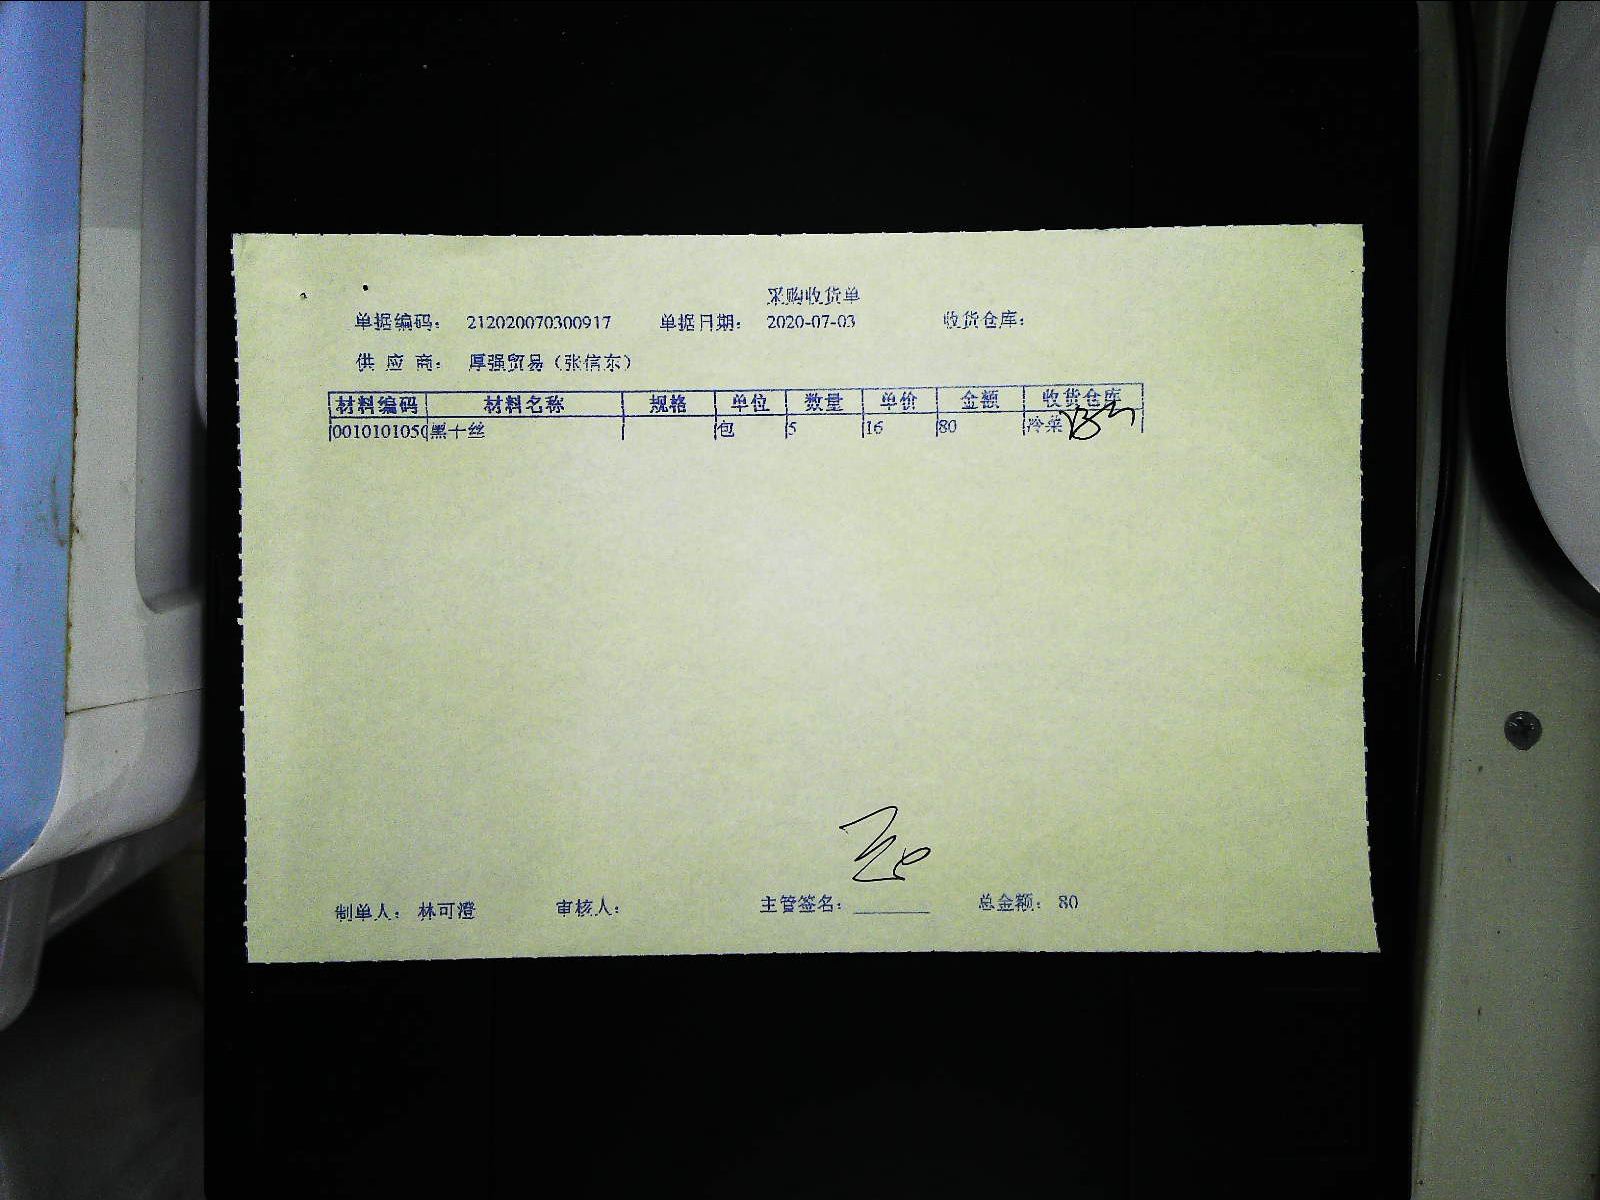 采购收货单
单据编码： 212020070300917 单据日期： 2020-07-03 收货仓库：
供 应 商： 厚强贸易（张信东）
材料编码 材料名称 规格 单位 数量 单价 金额 收货仓库
001010105 黑十丝 包 5 16 80 冷菜
制单人： 林可澄 审核人： 主管签名： 总金额： 80